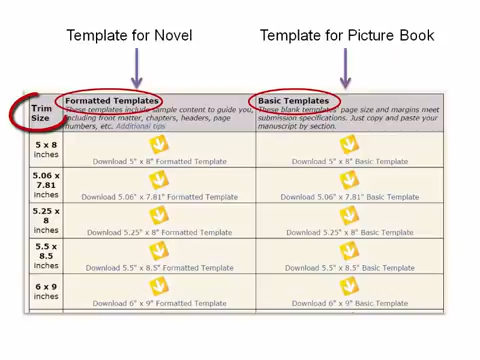 Template for Novel
Template for Picture Book
Trim
Size
Formatted Templates
These templates include sample content to guide you,
including front matter, chapters, headers, page
numbers, etc. Additional tips
Basic Templates
These blank templates' page size and margins meet
submission specifications. Just copy and paste your
manuscript by section.
5 x 8
inches
Download 5" x 8" Formatted Template
Download 5" x 8" Basic Template
5.06 x
7.81
inches
Download 5.06" x 7.81" Formatted Template
Download 5.06" x 7.81" Basic Template
5.25 x
8
inches
Download 5.25" x 8" Formatted Template
Download 5.25" x 8" Basic Template
5.5 x
8.5
inches
Download 5.5" x 8.5" Formatted Template
Download 5.5" x 8.5" Basic Template
6 x 9
inches
Download 6" x 9" Formatted Template
Download 6" x 9" Basic Template